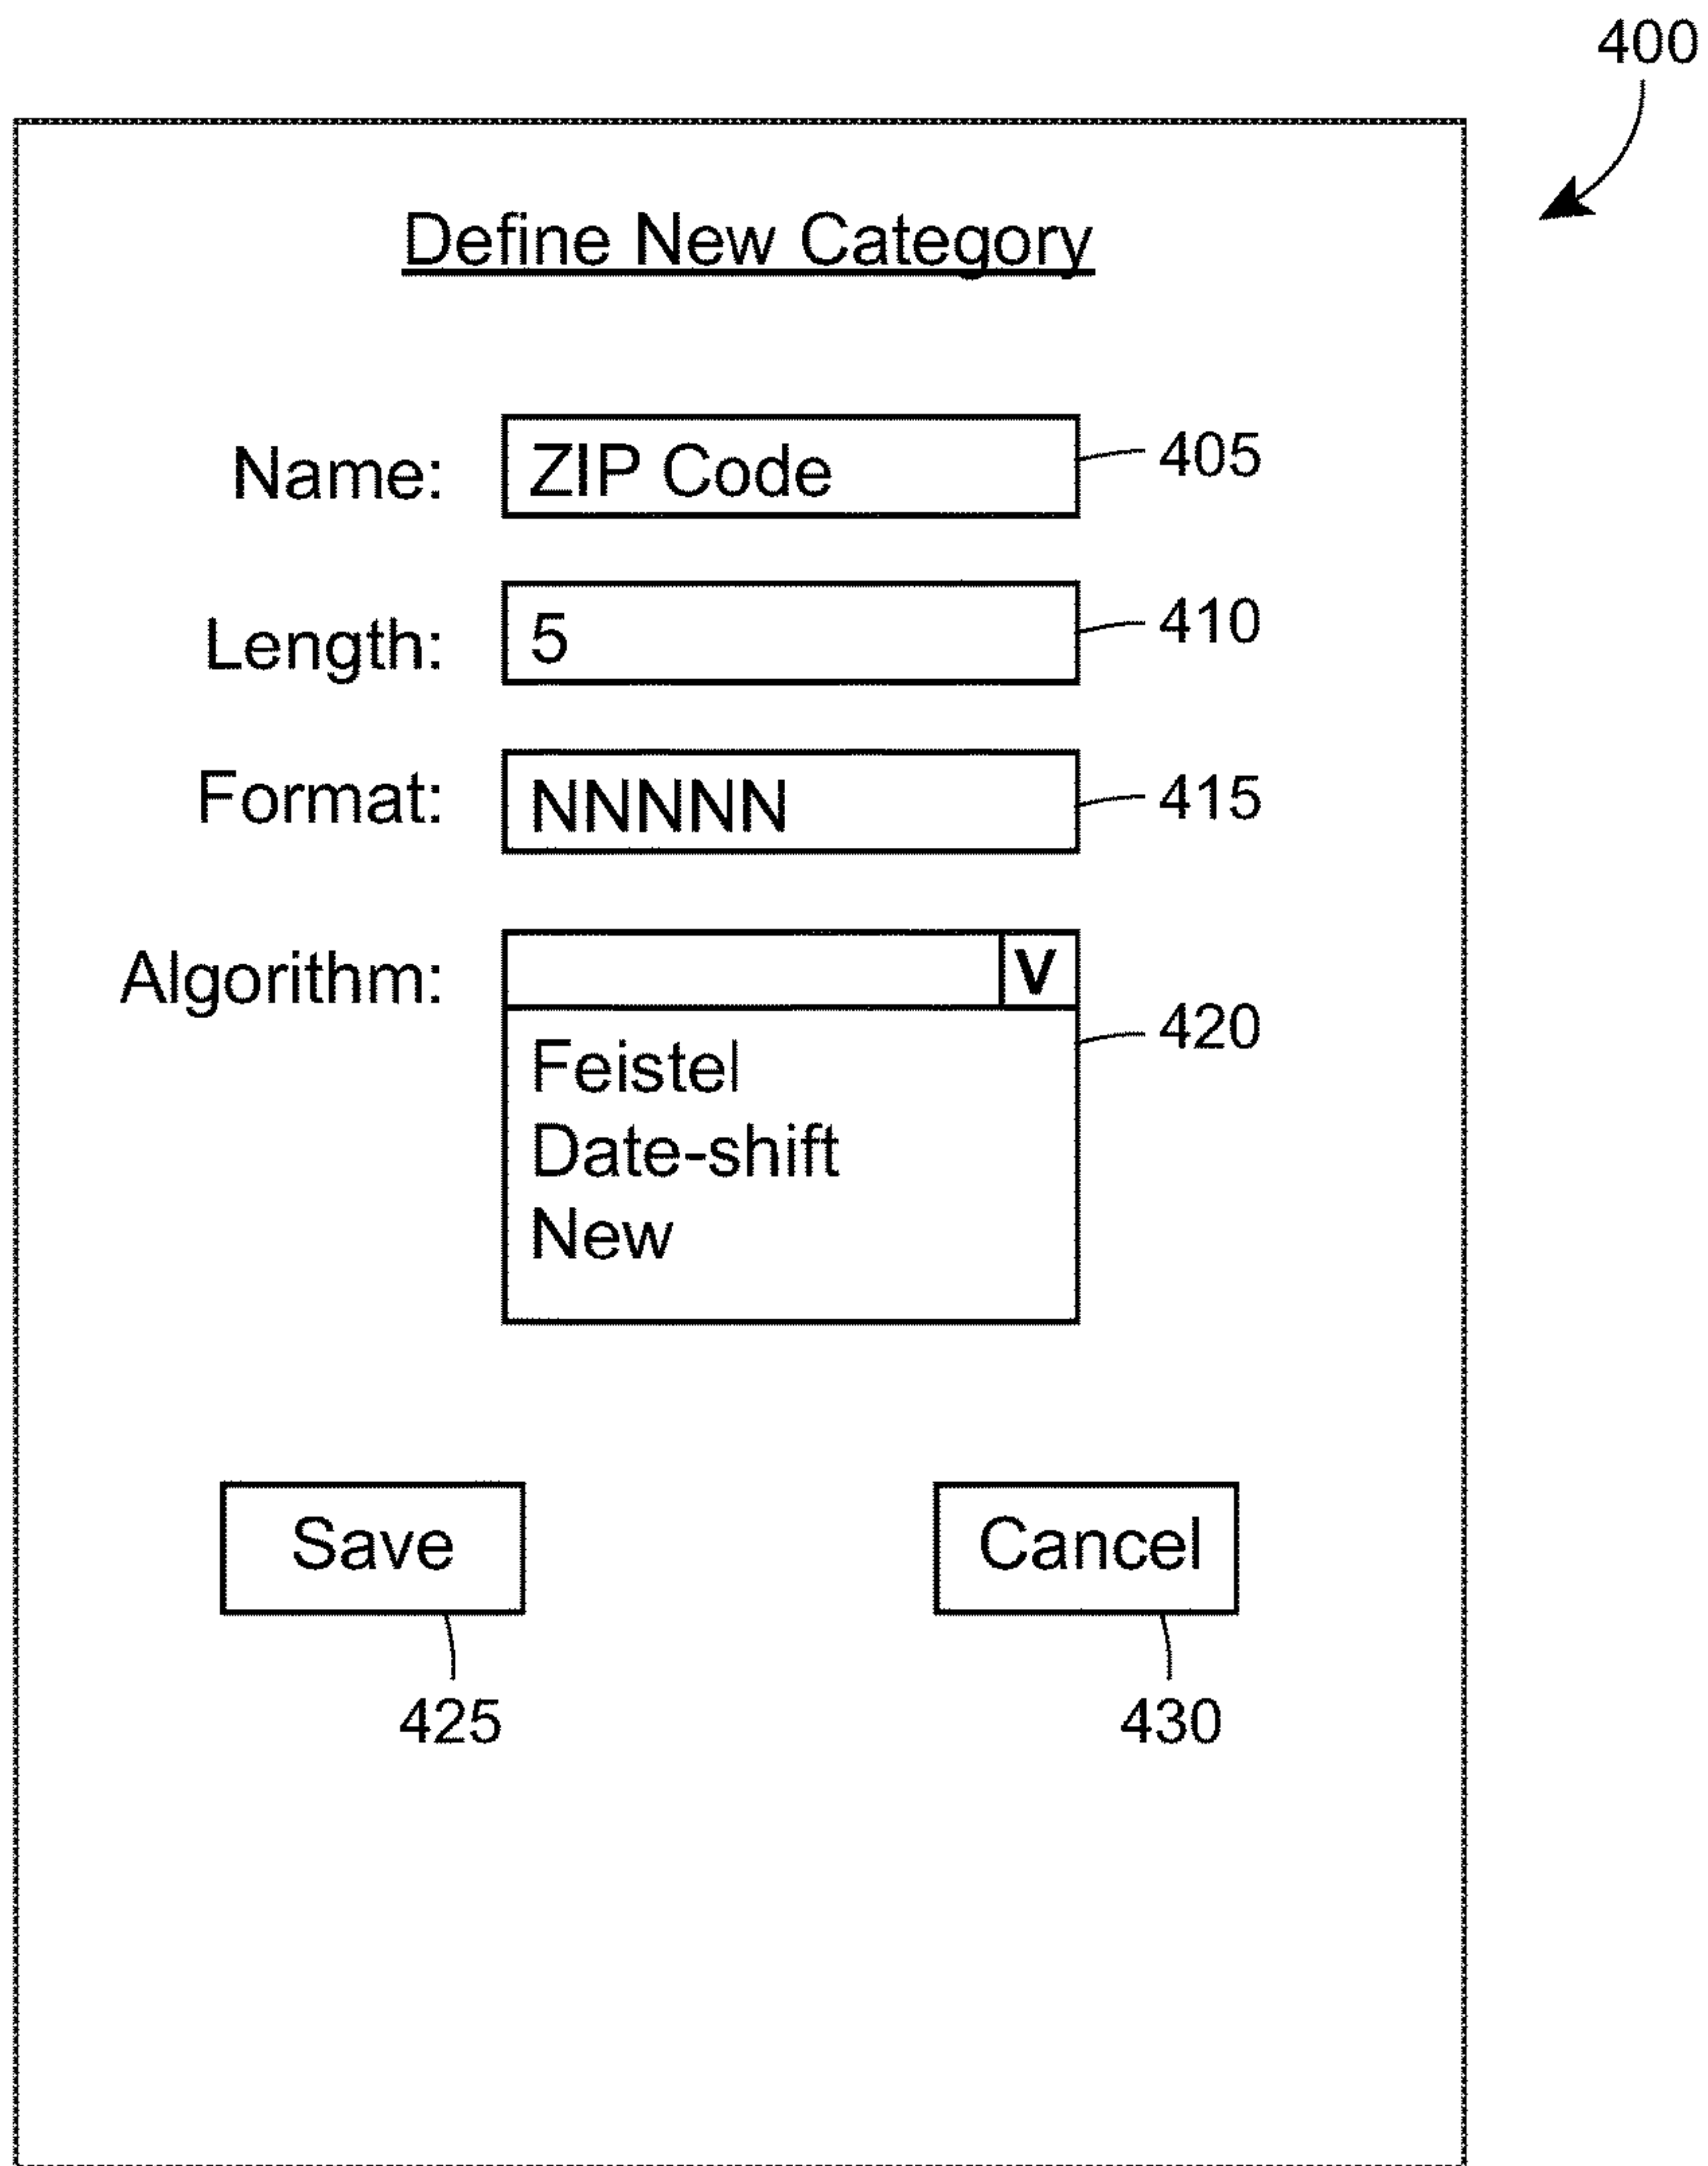 400
Define New Category
Name: ZIP Code 405
Length: 5 410
Format: NNNNN 415
Algorithm: V
420
Feistel
Date-shift
New
Save Cancel
425 430